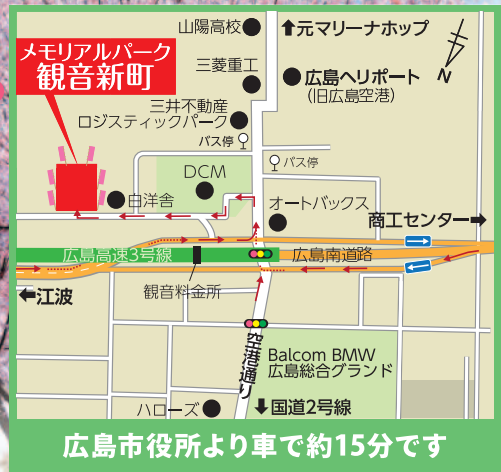 山陽高校
↑元マリーナホップ
メモリアルパーク
観音新町
三菱重工
広島ヘリポート
(旧広島空港)
N
三井不動産
ロジスティックパーク
バス停
バス停
DCM
白洋舎
オートバックス
商工センター→
広島高速3号線
広島南道路
←江波
観音料金所
空港通り
Balcom BMW
広島総合グランド
ハローズ
↓国道2号線
広島市役所より車で約15分です